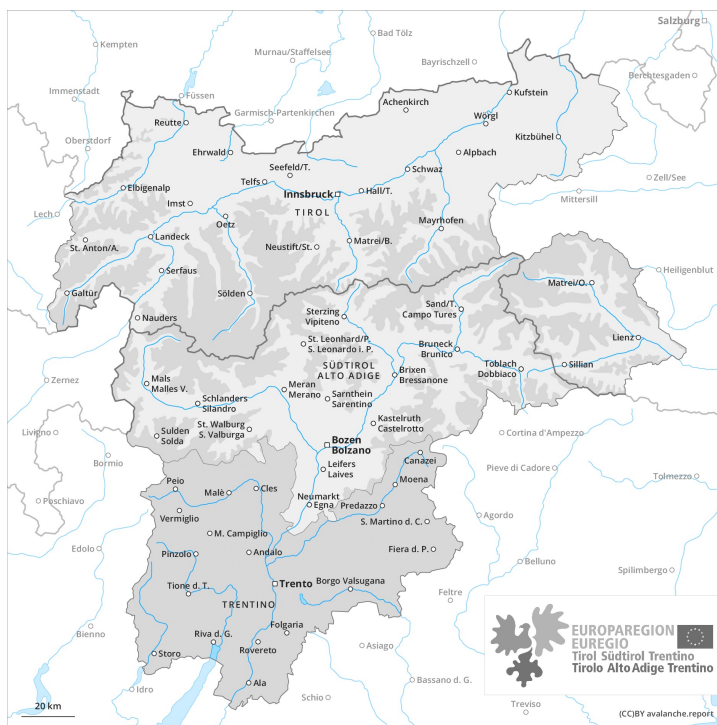 Salzburg
Kempten
Bad Tölz
Murnau/Staffelsee
Bayrischzell
Berchtesgaden
Immenstadt
Füssen
Kufstein
Achenkirch
Garmisch-Partenkirchen
Wörgl
Reutte
Kitzbühel
Oberstdorf
Ehrwald
Alpbach
Seefeld/T.
Schwaz
Telfs
Zell/See
Elbigenalp
Innsbruck
Hall/T.
Mittersill
Imst
TIROL
Lech
Oetz
Mayrhofen
Landeck
St. Anton/A.
Neustift/St.
Matrei/B.
Serfaus
Heiligenblut
Matrei/O.
Galtür
Sölden
Sand/T.
Campo Tures
Nauders
Sterzing
Vipiteno
Lienz
St. Leonhard/P.
S. Leonardo i. P.
Bruneck
Brunico
SÜDTIROL
ALTO ADIGE
Toblach
Dobbiaco
Sillian
Brixen
Bressanone
Zernez
Mals
Malles V.
Meran
Merano
Schlanders
Silandro
Sarnthein
Sarentino
Kastelruth
Castelrotto
St. Walburg
S. Valburga
Livigno
Sulden
Solda
Cortina d'Ampezzo
Bozen
Bolzano
Canazei
Bormio
Leifers
Laives
Pieve di Cadore
Tolmezzo
Peio
Moena
Malè
Cles
Poschiavo
Neumarkt
Egna
Predazzo
Vermiglio
Agordo
S. Martino d. C.
M. Campiglio
Edolo
Pinzolo
Andalo
Fiera d. P.
Belluno
Spilimbergo
Tione d. T.
Trento
Borgo Valsugana
Feltre
TRENTINO
Folgaria
Bienno
Riva d. G.
Rovereto
Asiago
Storo
Bassano d. G.
Ala
Idro
Schio
Treviso
20 km
EUROPAREGION
EUREGIO
Tirol Südtirol Trentino
Tirolo Alto Adige Trentino
(CC)BY avalanche.report